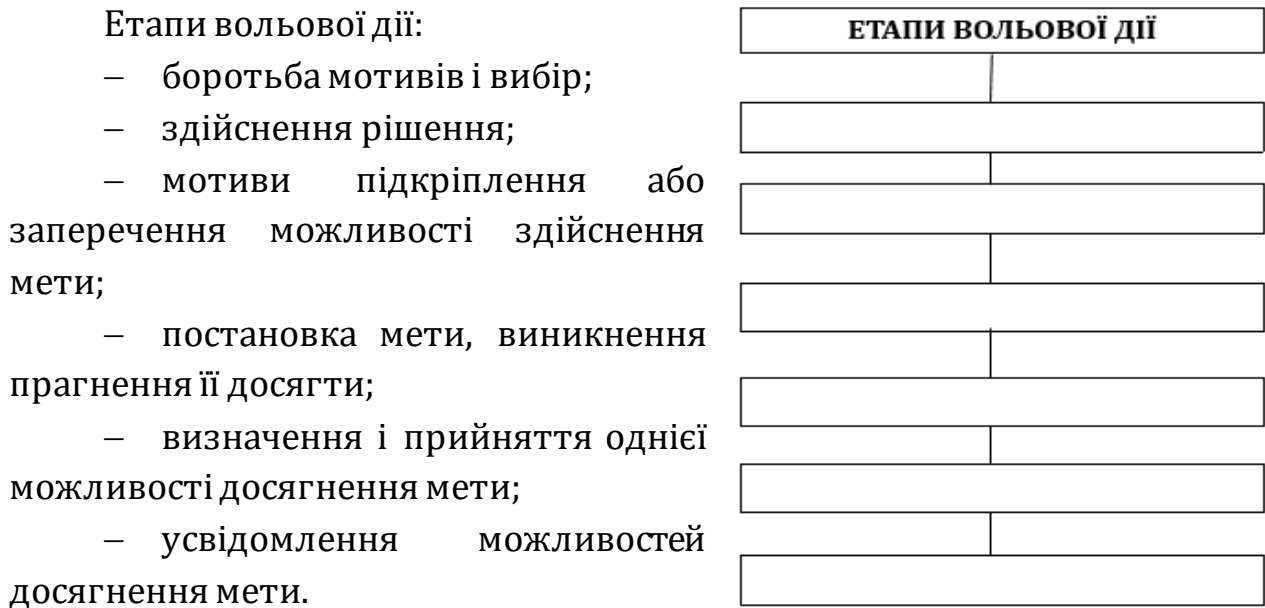 Етапи вольової дії:
– боротьба мотивів і вибір;
– здійснення рішення;
– мотиви підкріплення або
заперечення можливості здійснення
мети;
– постановка мети, виникнення
прагнення її досягти;
– визначення і прийняття однієї
можливості досягнення мети;
– усвідомлення можливостей
досягнення мети.
ЕТАПИ ВОЛЬОВОЇ ДІЇ